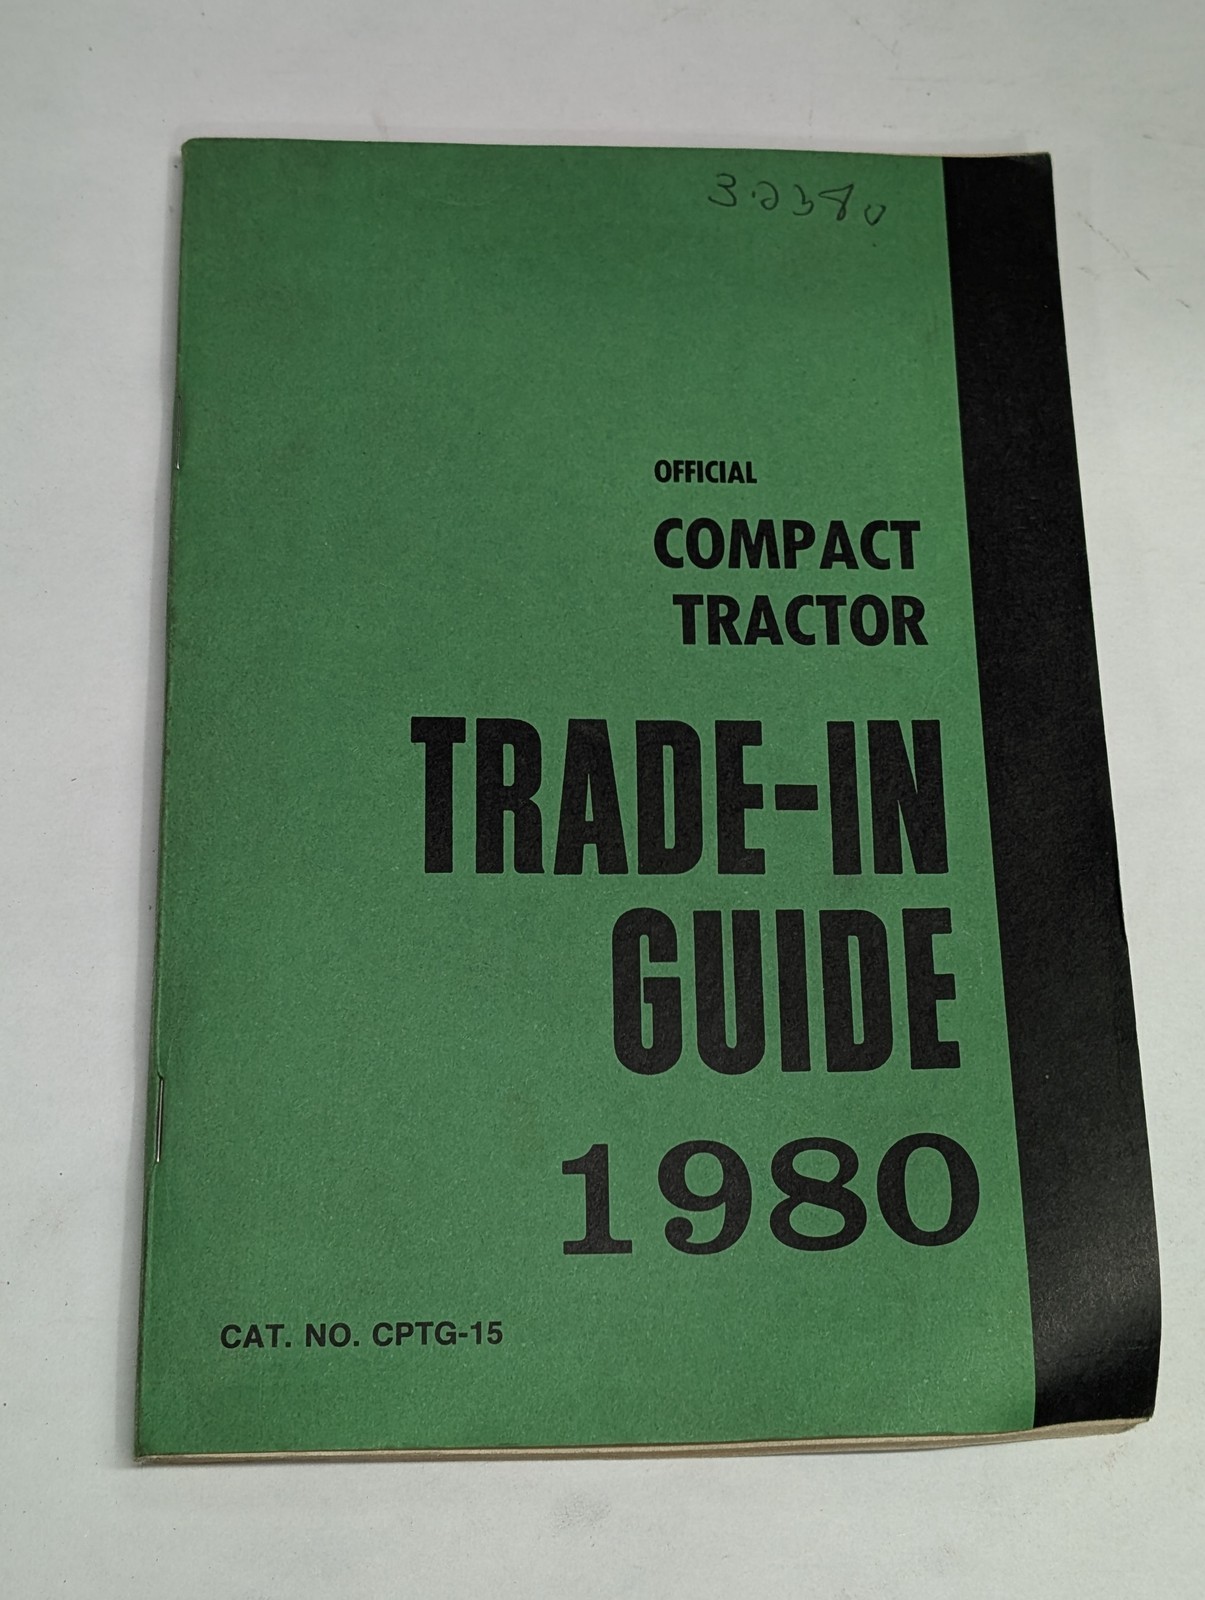 3-2380
OFFICIAL
COMPACT
TRACTOR
TRADE-IN
GUIDE
1980
CAT. NO. CPTG-15